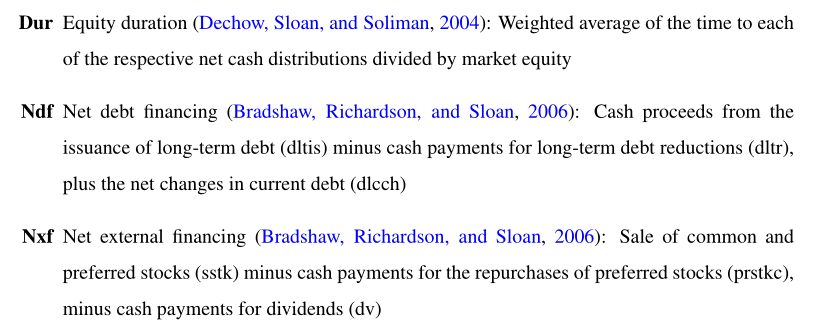 Dur Equity duration (Dechow, Sloan, and Soliman, 2004): Weighted average of the time to each
of the respective net cash distributions divided by market equity
Ndf Net debt financing (Bradshaw, Richardson, and Sloan, 2006): Cash proceeds from the
issuance of long-term debt (dltis) minus cash payments for long-term debt reductions (dltr),
plus the net changes in current debt (dlcch)
Nxf Net external financing (Bradshaw, Richardson, and Sloan, 2006): Sale of common and
preferred stocks (sstk) minus cash payments for the repurchases of preferred stocks (prstkc),
minus cash payments for dividends (dv)